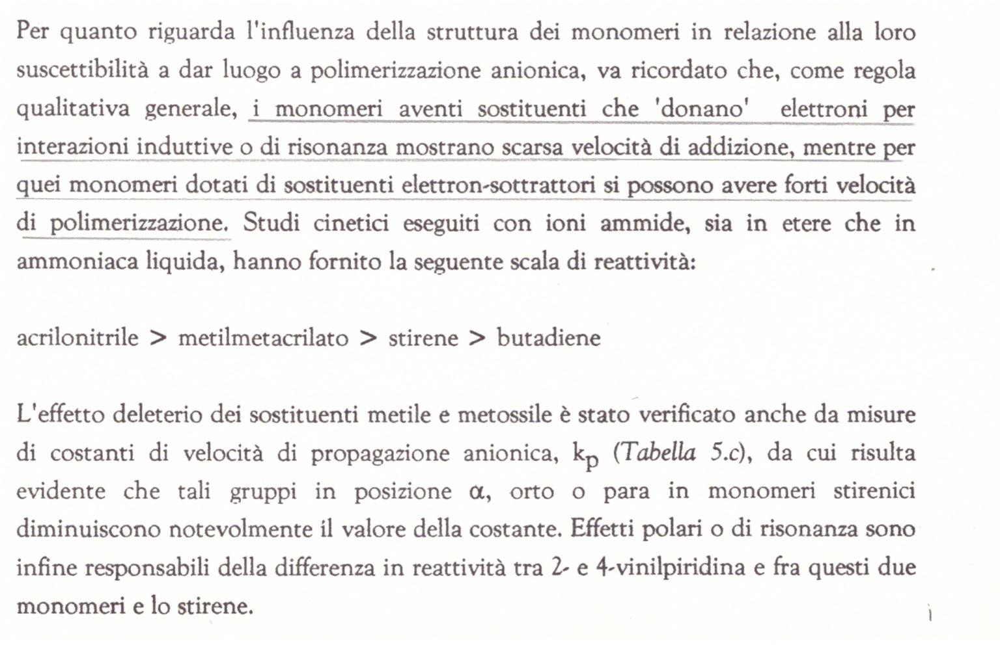 Per quanto riguarda l'influenza della struttura dei monomeri in relazione alla loro
suscettibilità a dar luogo a polimerizzazione anionica, va ricordato che, come regola
qualitativa generale, i monomeri aventi sostituenti che 'donano' elettroni per
interazioni induttive o di risonanza mostrano scarsa velocità di addizione, mentre per
quei monomeri dotati di sostituenti elettron-sottrattori si possono avere forti velocità
di polimerizzazione. Studi cinetici eseguiti con ioni ammide, sia in etere che in
ammoniaca liquida, hanno fornito la seguente scala di reattività:
acrilonitrile > metilmetacrilato > stirene > butadiene
L'effetto deleterio dei sostituenti metile e metossile è stato verificato anche da misure
di costanti di velocità di propagazione anionica, kp (Tabella 5.c), da cui risulta
evidente che tali gruppi in posizione α, orto o para in monomeri stirenici
diminuiscono notevolmente il valore della costante. Effetti polari o di risonanza sono
infine responsabili della differenza in reattività tra 2- e 4-vinilpiridina e fra questi due
monomeri e lo stirene.